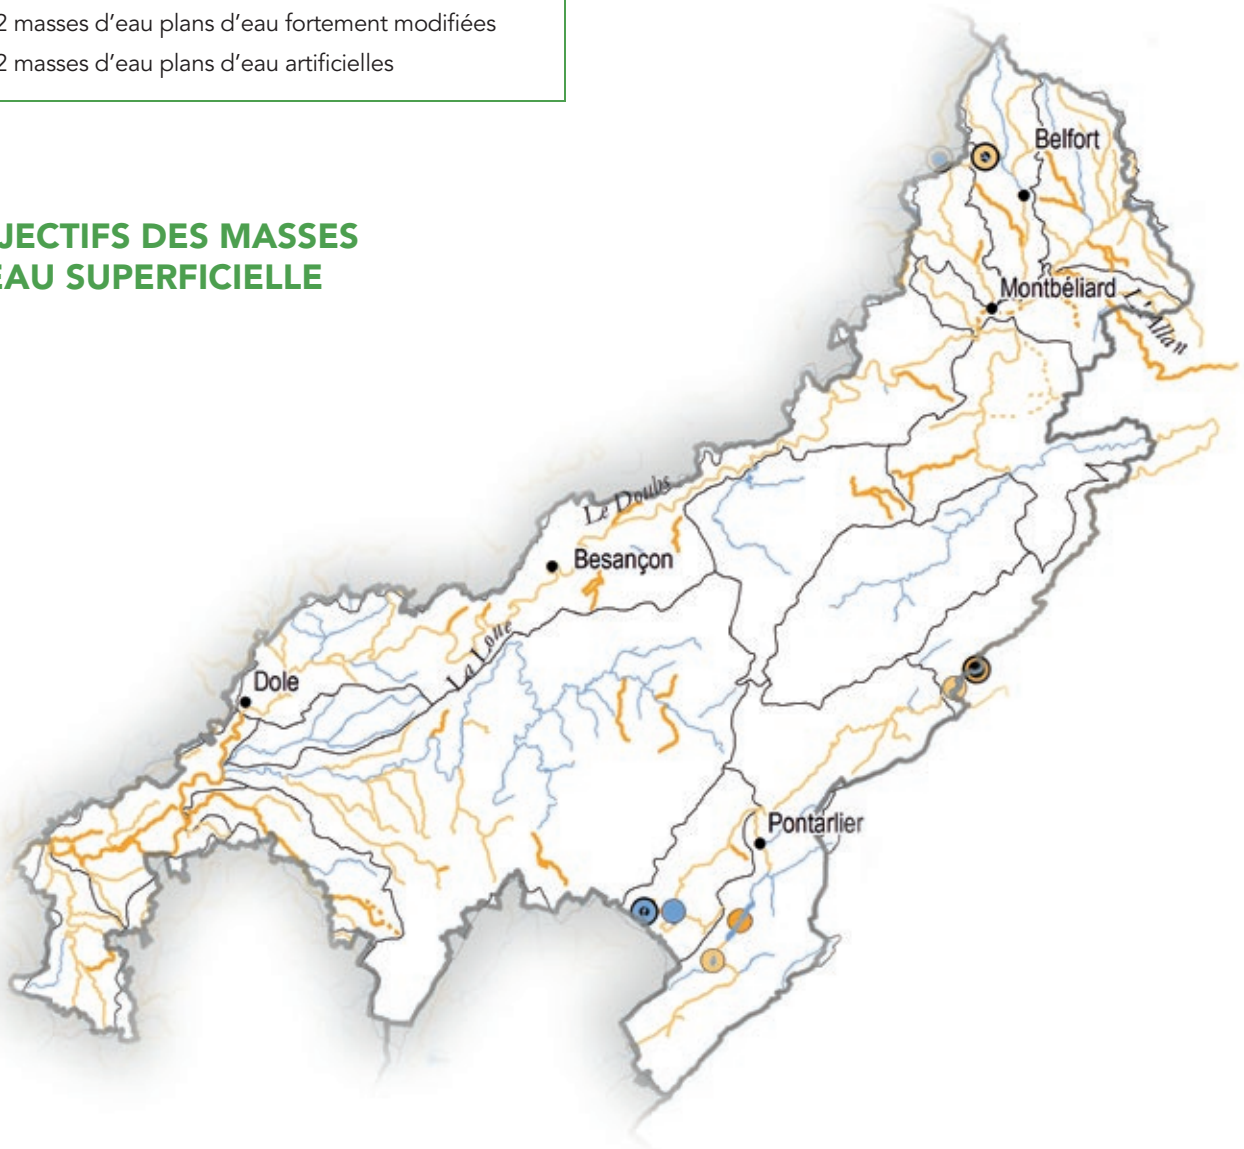 2 masses d'eau plans d'eau fortement modifiées
2 masses d'eau plans d'eau artificielles
JECTIFS DES MASSES
EAU SUPERFICIELLE
Belfort
Montbéliard
L'Allan
Le Doubs
Besançon
La Loue
Dole
Pontarlier